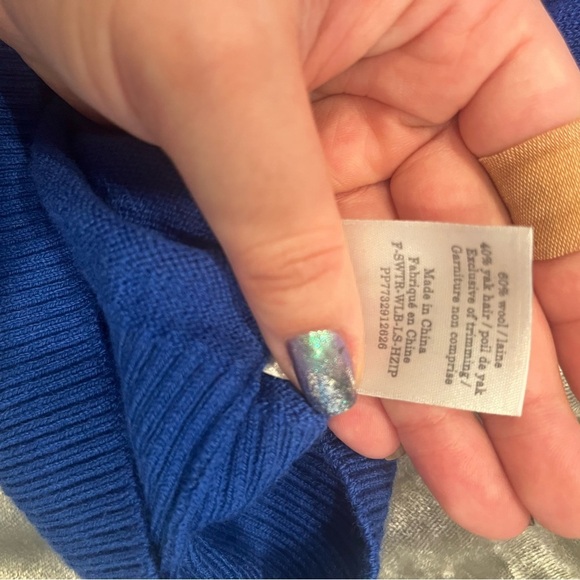 60% wool / laine
40% yak hair / poil de yak
Exclusive of trimming /
Garniture non comprise
Made in China
Fabriqué en Chine
F-SWTR-WLB-LS-HZIP
PP7732912626